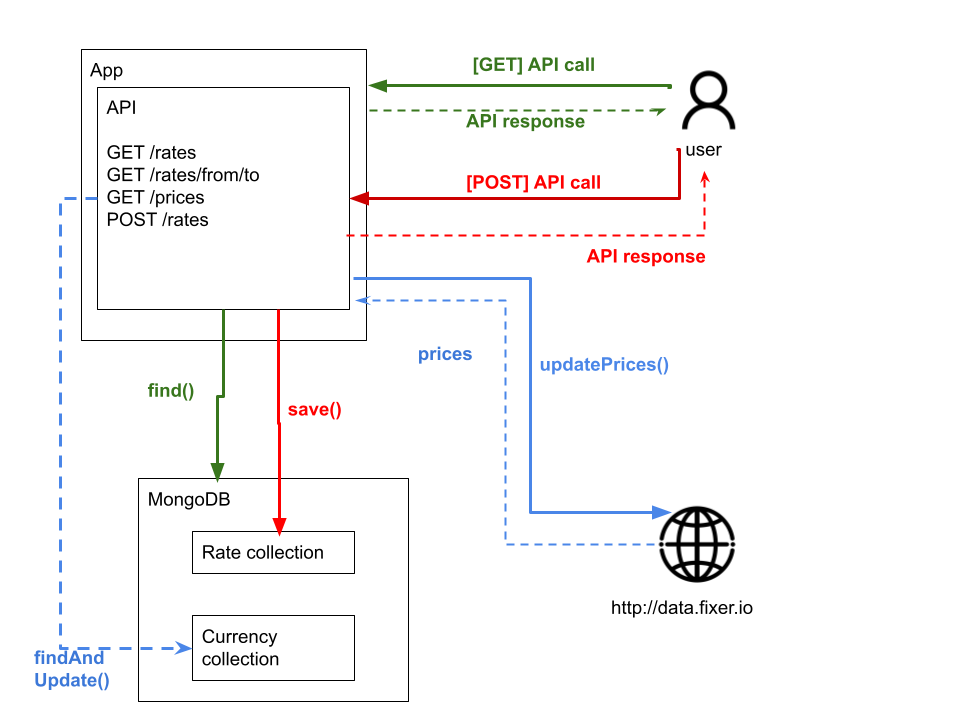 App
API
GET /rates
GET /rates/from/to
GET /prices
POST /rates
[GET] API call
API response
user
[POST] API call
API response
prices
updatePrices()
find()
save()
MongoDB
Rate collection
Currency
collection
findAnd
Update()
http://data.fixer.io